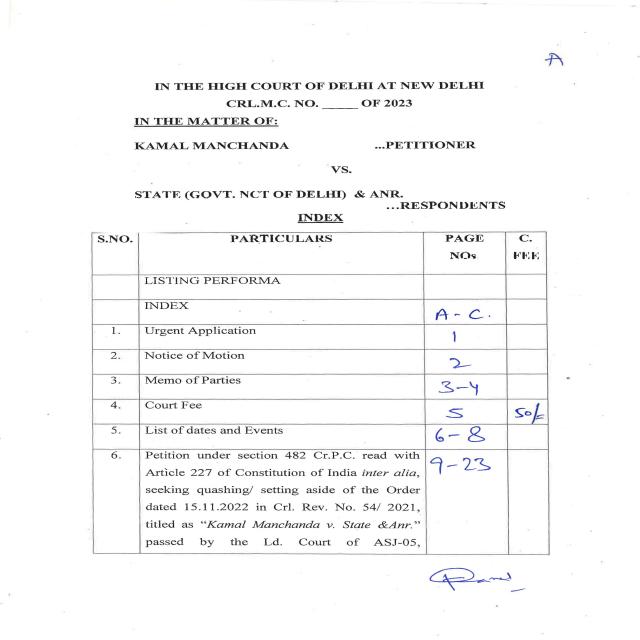 A
IN THE HIGH COURT OF DELHI AT NEW DELHI
CRL.M.C. NO. _____ OF 2023
IN THE MATTER OF:
KAMAL MANCHANDA ...PETITIONER
VS.
STATE (GOVT. NCT OF DELHI) & ANR.
...RESPONDENTS
INDEX
S.NO. PARTICULARS PAGE NOs C. FEE
LISTING PERFORMA
INDEX A - C.
1. Urgent Application 1
2. Notice of Motion 2
3. Memo of Parties 3-4
4. Court Fee 5 50/=
5. List of dates and Events 6-8
6. Petition under section 482 Cr.P.C. read with 9-23
Article 227 of Constitution of India inter alia,
seeking quashing/ setting aside of the Order
dated 15.11.2022 in Crl. Rev. No. 54/ 2021,
titled as “Kamal Manchanda v. State &Anr.”
passed by the Ld. Court of ASJ-05,